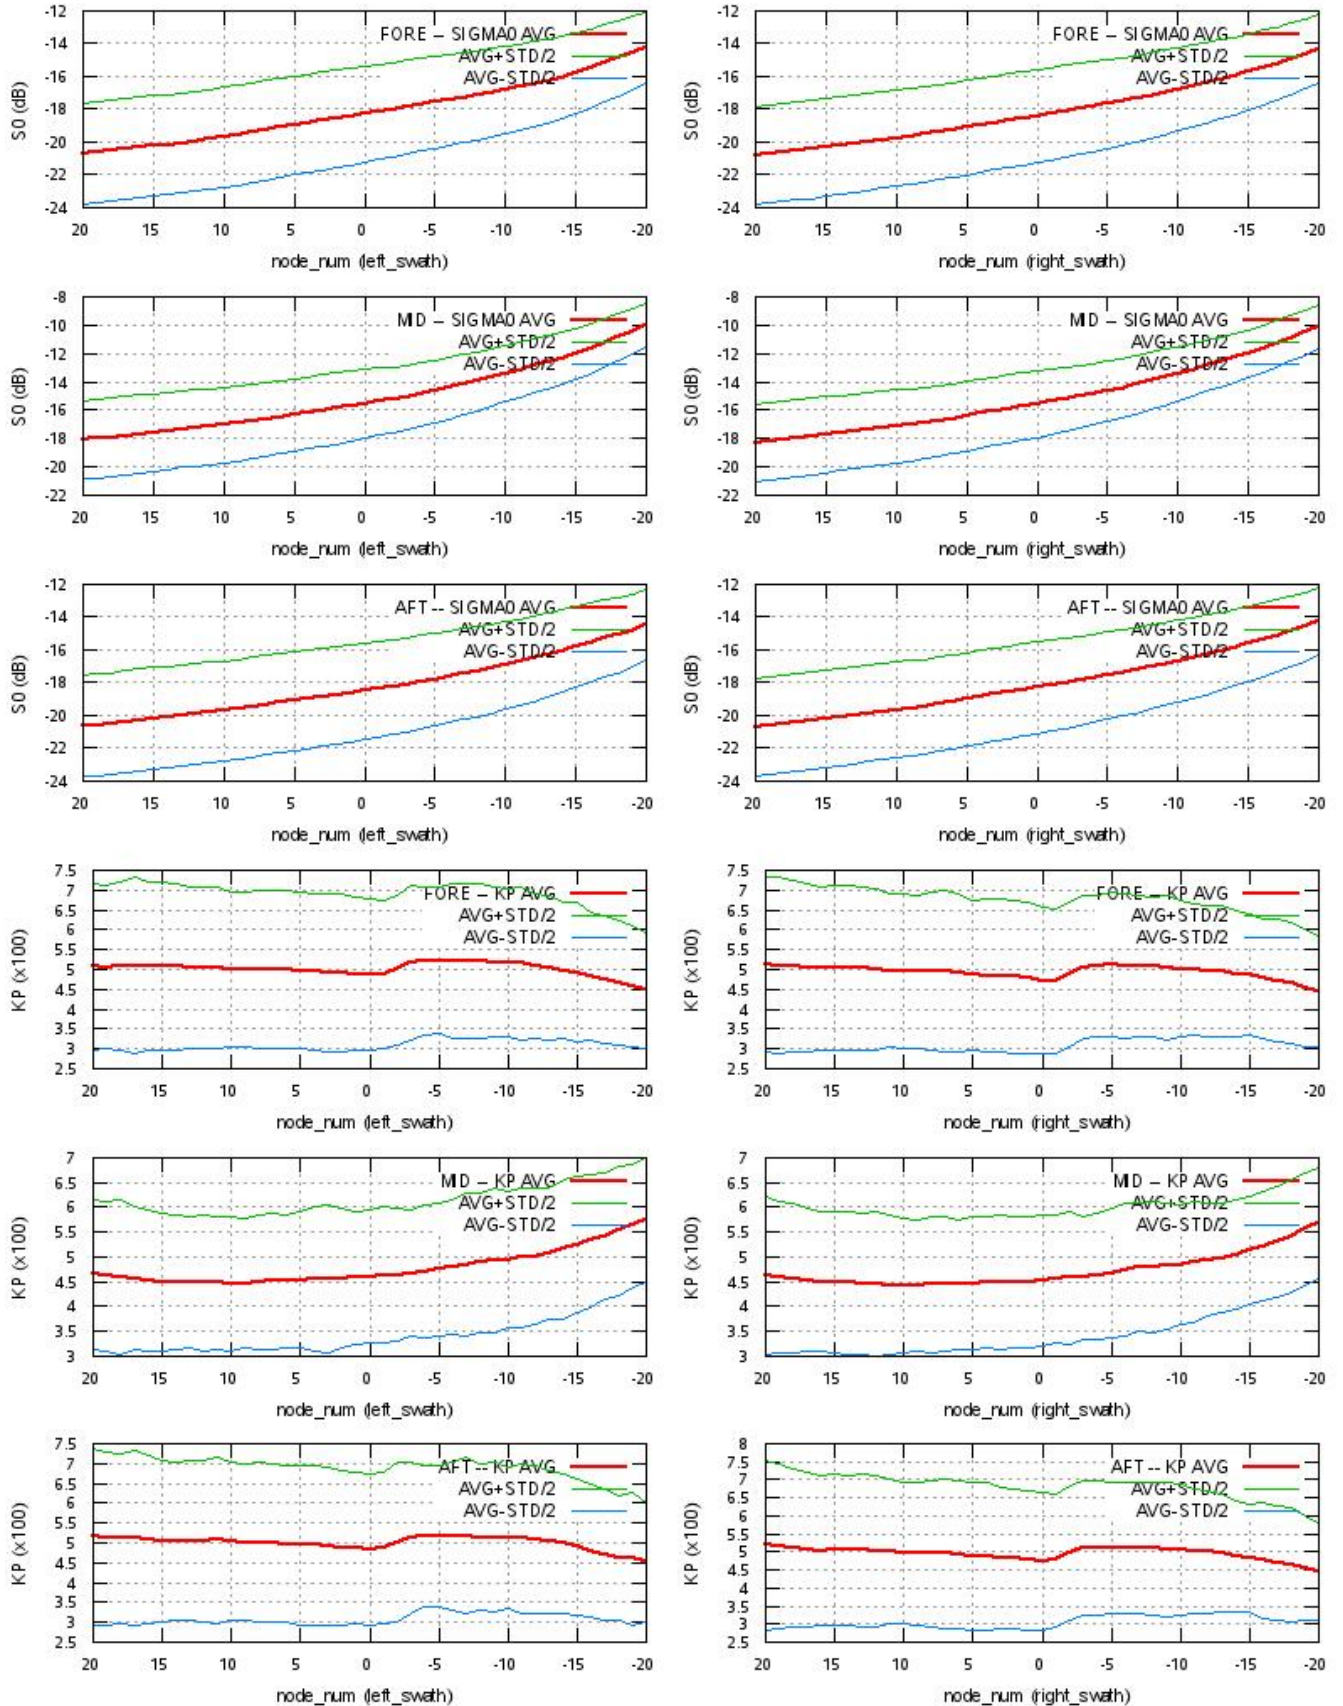 -12
-14
-16
-18
-20
-22
-24
S0 (dB)
FORE -- SIGMA0 AVG
AVG+STD/2
AVG-STD/2
20 15 10 5 0 -5 -10 -15 -20
node_num (left_swath)
-12
-14
-16
-18
-20
-22
-24
S0 (dB)
FORE -- SIGMA0 AVG
AVG+STD/2
AVG-STD/2
20 15 10 5 0 -5 -10 -15 -20
node_num (right_swath)
-8
-10
-12
-14
-16
-18
-20
-22
S0 (dB)
MID -- SIGMA0 AVG
AVG+STD/2
AVG-STD/2
20 15 10 5 0 -5 -10 -15 -20
node_num (left_swath)
-8
-10
-12
-14
-16
-18
-20
-22
S0 (dB)
MID -- SIGMA0 AVG
AVG+STD/2
AVG-STD/2
20 15 10 5 0 -5 -10 -15 -20
node_num (right_swath)
-12
-14
-16
-18
-20
-22
-24
S0 (dB)
AFT -- SIGMA0 AVG
AVG+STD/2
AVG-STD/2
20 15 10 5 0 -5 -10 -15 -20
node_num (left_swath)
-12
-14
-16
-18
-20
-22
-24
S0 (dB)
AFT -- SIGMA0 AVG
AVG+STD/2
AVG-STD/2
20 15 10 5 0 -5 -10 -15 -20
node_num (right_swath)
7.5
7
6.5
6
5.5
5
4.5
4
3.5
3
2.5
KP (x100)
FORE -- KP AVG
AVG+STD/2
AVG-STD/2
20 15 10 5 0 -5 -10 -15 -20
node_num (left_swath)
7.5
7
6.5
6
5.5
5
4.5
4
3.5
3
2.5
KP (x100)
FORE -- KP AVG
AVG+STD/2
AVG-STD/2
20 15 10 5 0 -5 -10 -15 -20
node_num (right_swath)
7
6.5
6
5.5
5
4.5
4
3.5
3
KP (x100)
MID -- KP AVG
AVG+STD/2
AVG-STD/2
20 15 10 5 0 -5 -10 -15 -20
node_num (left_swath)
7
6.5
6
5.5
5
4.5
4
3.5
3
KP (x100)
MID -- KP AVG
AVG+STD/2
AVG-STD/2
20 15 10 5 0 -5 -10 -15 -20
node_num (right_swath)
7.5
7
6.5
6
5.5
5
4.5
4
3.5
3
2.5
KP (x100)
AFT -- KP AVG
AVG+STD/2
AVG-STD/2
20 15 10 5 0 -5 -10 -15 -20
node_num (left_swath)
8
7.5
7
6.5
6
5.5
5
4.5
4
3.5
3
2.5
KP (x100)
AFT -- KP AVG
AVG+STD/2
AVG-STD/2
20 15 10 5 0 -5 -10 -15 -20
node_num (right_swath)